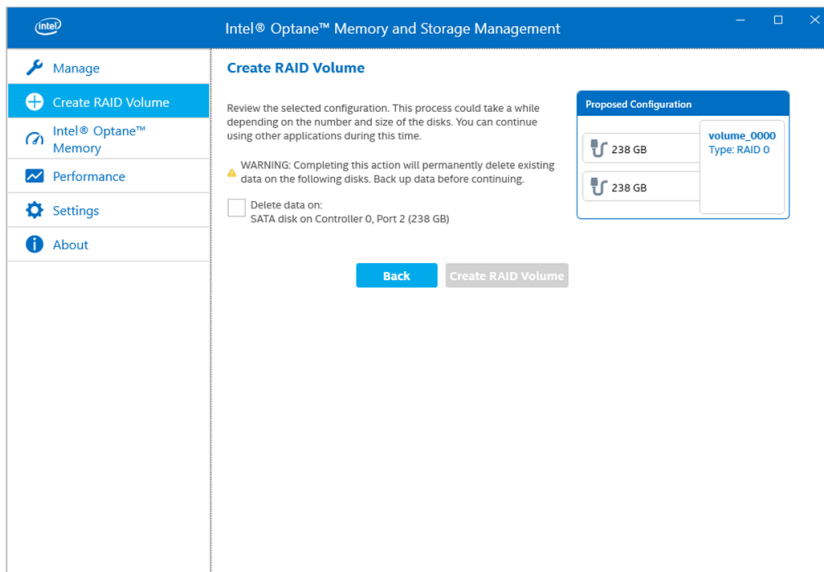 intel
Intel® Optane™ Memory and Storage Management
Manage
Create RAID Volume
Intel® Optane™
Memory
Performance
Settings
About
Create RAID Volume
Review the selected configuration. This process could take a while
depending on the number and size of the disks. You can continue
using other applications during this time.
WARNING: Completing this action will permanently delete existing
data on the following disks. Back up data before continuing.
Delete data on:
SATA disk on Controller 0, Port 2 (238 GB)
Back
Create RAID Volume
Proposed Configuration
238 GB
238 GB
volume_0000
Type: RAID 0